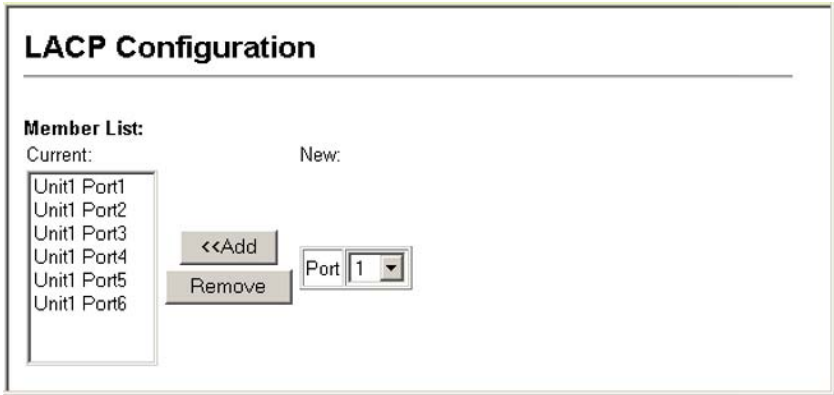 LACP Configuration
Member List:
Current:
New:
Unit1 Port1
Unit1 Port2
Unit1 Port3
Unit1 Port4
Unit1 Port5
Unit1 Port6
<<Add
Remove
Port 1